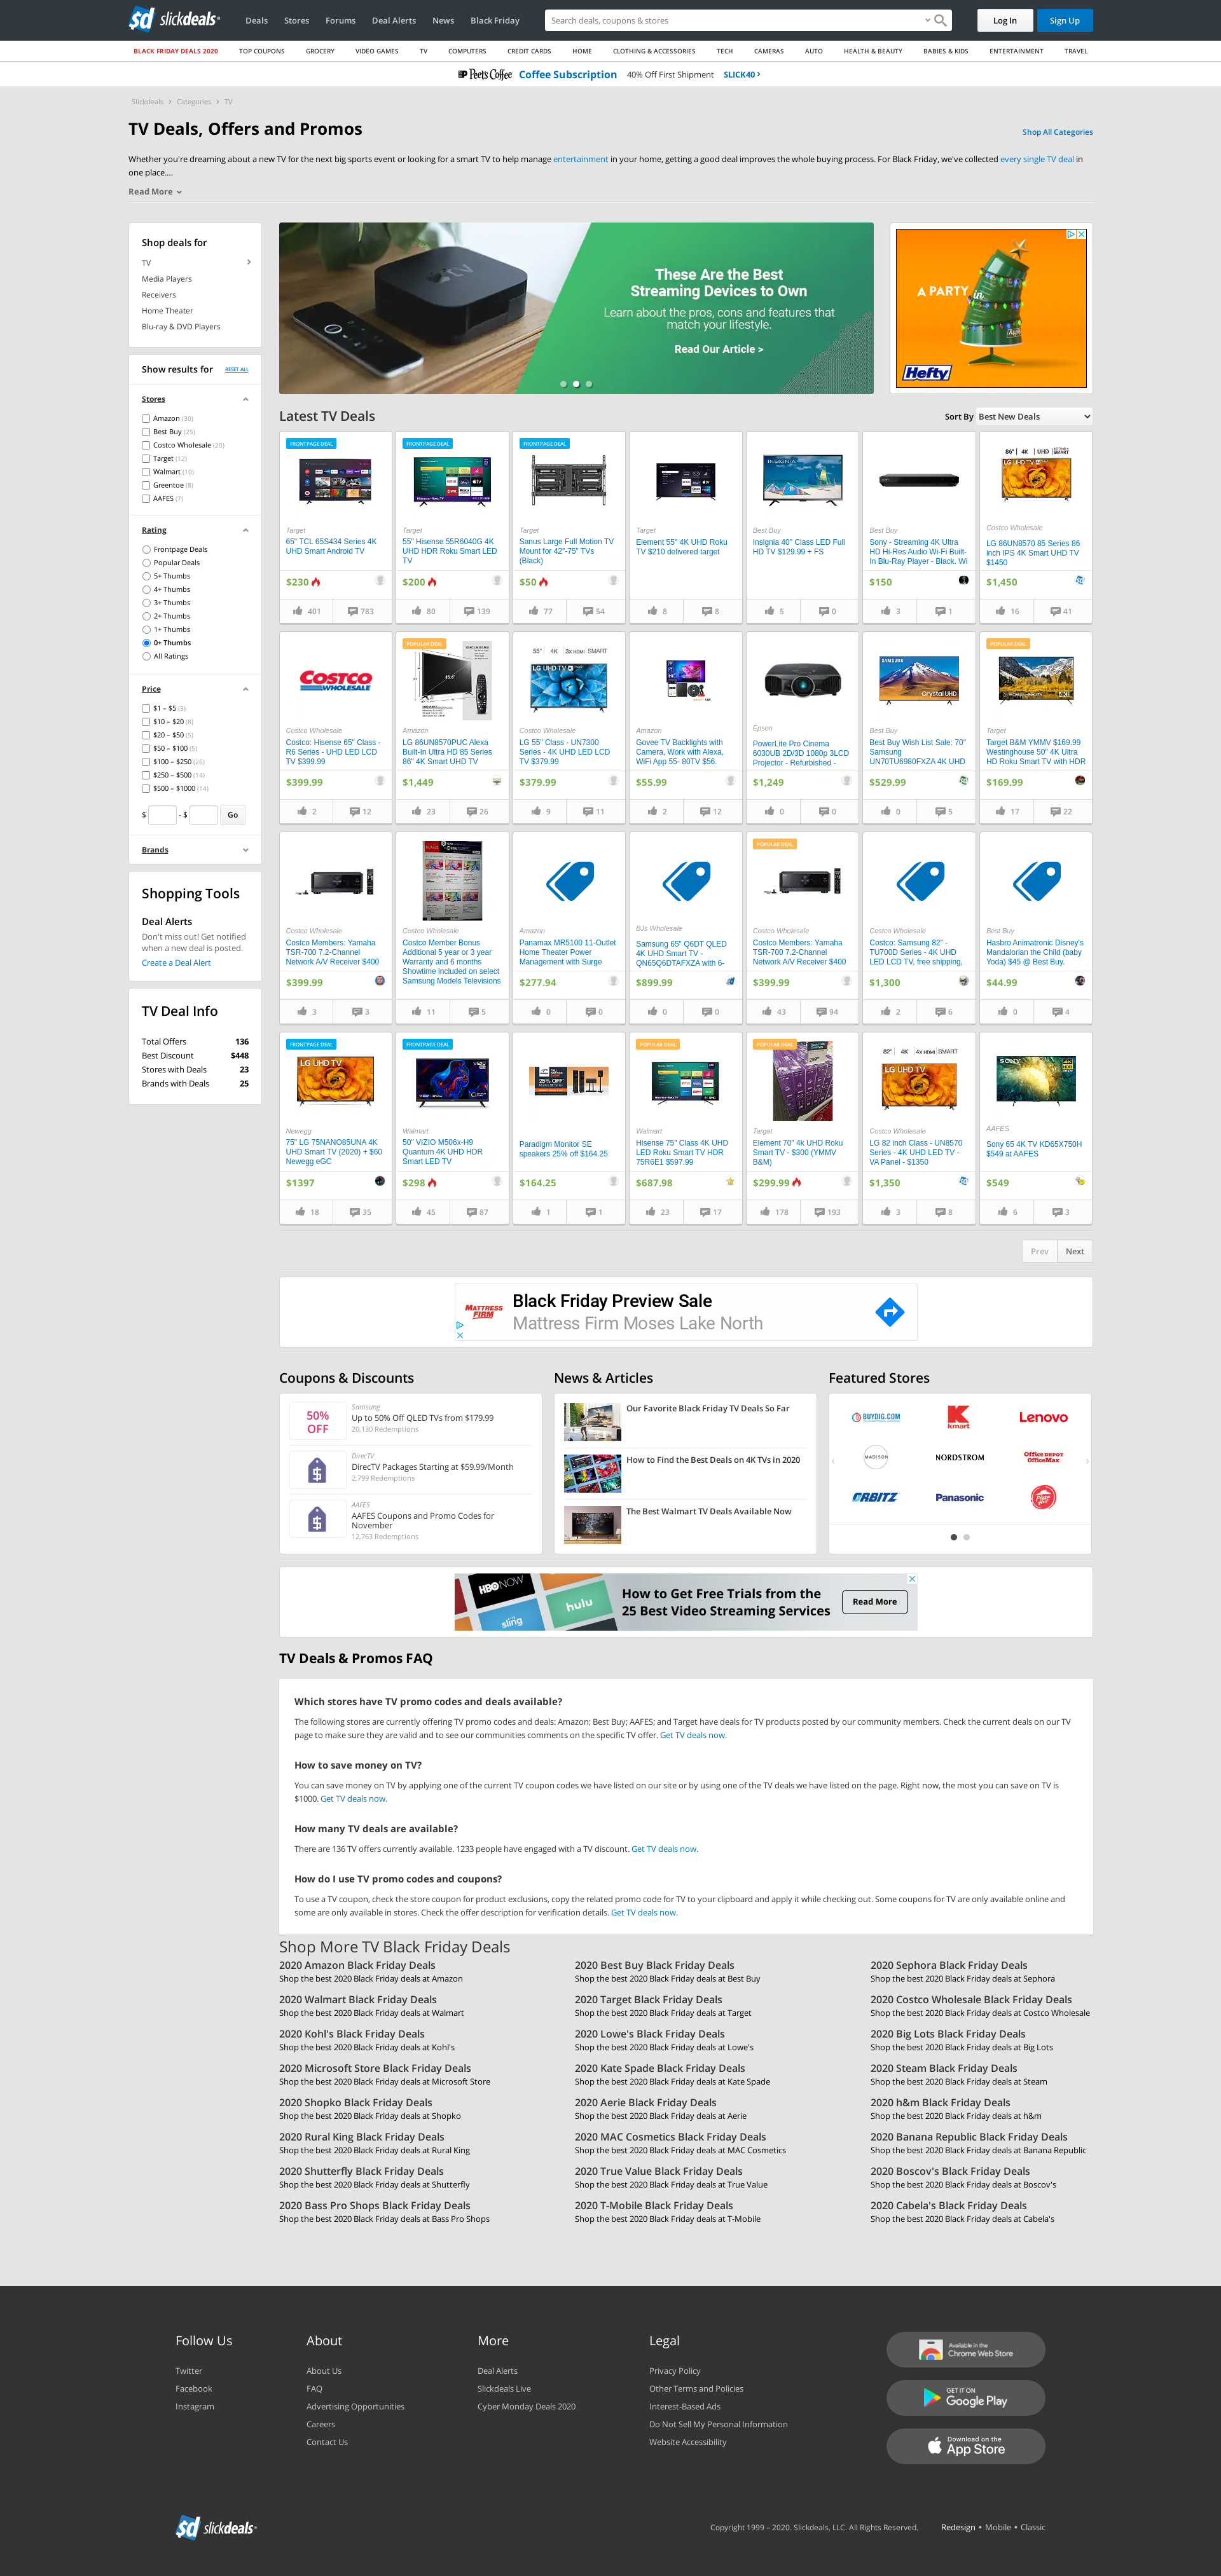 slickdeals
Deals
Stores
Forums
Deal Alerts
News
Black Friday
Search deals, coupons & stores
Log In
Sign Up
BLACK FRIDAY DEALS 2020
TOP COUPONS
GROCERY
VIDEO GAMES
TV
COMPUTERS
CREDIT CARDS
HOME
CLOTHING & ACCESSORIES
TECH
CAMERAS
AUTO
HEALTH & BEAUTY
BABIES & KIDS
ENTERTAINMENT
TRAVEL
Peet's Coffee Coffee Subscription 40% Off First Shipment SLICK40 >
Slickdeals > Categories > TV
TV Deals, Offers and Promos
Shop All Categories
Whether you're dreaming about a new TV for the next big sports event or looking for a smart TV to help manage entertainment in your home, getting a good deal improves the whole buying process. For Black Friday, we've collected every single TV deal in
one place....
Read More
Shop deals for
TV
Media Players
Receivers
Home Theater
Blu-ray & DVD Players
Show results for
RESET ALL
Stores
Amazon (30)
Best Buy (25)
Costco Wholesale (20)
Target (12)
Walmart (10)
Greentoe (8)
AAFES (7)
Rating
Frontpage Deals
Popular Deals
5+ Thumbs
4+ Thumbs
3+ Thumbs
2+ Thumbs
1+ Thumbs
0+ Thumbs
All Ratings
Price
$1 – $5 (3)
$10 – $20 (8)
$20 – $50 (5)
$50 – $100 (5)
$100 – $250 (26)
$250 – $500 (14)
$500 – $1000 (14)
$ - $ Go
Brands
Shopping Tools
Deal Alerts
Don't miss out! Get notified
when a new deal is posted.
Create a Deal Alert
TV Deal Info
Total Offers 136
Best Discount $448
Stores with Deals 23
Brands with Deals 25
These Are the Best
Streaming Devices to Own
Learn about the pros, cons and features that
match your lifestyle.
Read Our Article >
A PARTY in
Hefty
Latest TV Deals
Sort By Best New Deals
FRONTPAGE DEAL
Target
65" TCL 65S434 Series 4K
UHD Smart Android TV
$230
401 783
FRONTPAGE DEAL
Target
55" Hisense 55R6040G 4K
UHD HDR Roku Smart LED
TV
$200
80 139
FRONTPAGE DEAL
Target
Sanus Large Full Motion TV
Mount for 42"-75" TVs
(Black)
$50
77 54
Target
Element 55" 4K UHD Roku
TV $210 delivered target
8 8
INSIGNIA
Best Buy
Insignia 40" Class LED Full
HD TV $129.99 + FS
5 0
Best Buy
Sony - Streaming 4K Ultra
HD Hi-Res Audio Wi-Fi Built-
In Blu-Ray Player - Black. Wi
$150
3 1
86" 4K UHD SMART
LG UHD TV
Costco Wholesale
LG 86UN8570 85 Series 86
inch IPS 4K Smart UHD TV
$1450
$1,450
16 41
COSTCO
WHOLESALE
Costco Wholesale
Costco: Hisense 65" Class -
R6 Series - UHD LED LCD
TV $399.99
$399.99
2 12
POPULAR DEAL
85.6"
Amazon
LG 86UN8570PUC Alexa
Built-In Ultra HD 85 Series
86" 4K Smart UHD TV
$1,449
23 26
55" 4K 3x HDMI SMART
LG UHD TV
Costco Wholesale
LG 55" Class - UN7300
Series - 4K UHD LED LCD
TV $379.99
$379.99
9 11
Amazon
Govee TV Backlights with
Camera, Work with Alexa,
WiFi App 55- 80TV $56.
$55.99
2 12
Epson
PowerLite Pro Cinema
6030UB 2D/3D 1080p 3LCD
Projector - Refurbished -
$1,249
0 0
SAMSUNG
Crystal UHD
Best Buy
Best Buy Wish List Sale: 70"
Samsung
UN70TU6980FXZA 4K UHD
$529.99
0 5
POPULAR DEAL
Target
Target B&M YMMV $169.99
Westinghouse 50" 4K Ultra
HD Roku Smart TV with HDR
$169.99
17 22
Costco Wholesale
Costco Members: Yamaha
TSR-700 7.2-Channel
Network A/V Receiver $400
$399.99
3 3
Costco Wholesale
Costco Member Bonus
Additional 5 year or 3 year
Warranty and 6 months
Showtime included on select
Samsung Models Televisions
11 5
Amazon
Panamax MR5100 11-Outlet
Home Theater Power
Management with Surge
$277.94
0 0
BJs Wholesale
Samsung 65" Q6DT QLED
4K UHD Smart TV -
QN65Q6DTAFXZA with 6-
$899.99
0 0
POPULAR DEAL
Costco Wholesale
Costco Members: Yamaha
TSR-700 7.2-Channel
Network A/V Receiver $400
$399.99
43 94
Costco Wholesale
Costco: Samsung 82" -
TU700D Series - 4K UHD
LED LCD TV, free shipping,
$1,300
2 6
Best Buy
Hasbro Animatronic Disney's
Mandalorian the Child (baby
Yoda) $45 @ Best Buy.
$44.99
0 4
FRONTPAGE DEAL
LG UHD TV
Newegg
75" LG 75NANO85UNA 4K
UHD Smart TV (2020) + $60
Newegg eGC
$1397
18 35
FRONTPAGE DEAL
Walmart
50" VIZIO M506x-H9
Quantum 4K UHD HDR
Smart LED TV
$298
45 87
25% OFF
Paradigm Monitor SE
speakers 25% off $164.25
$164.25
1 1
POPULAR DEAL
Walmart
Hisense 75" Class 4K UHD
LED Roku Smart TV HDR
75R6E1 $597.99
$687.98
23 17
POPULAR DEAL
Target
Element 70" 4k UHD Roku
Smart TV - $300 (YMMV
B&M)
$299.99
178 193
82" 4K 4x HDMI SMART
LG UHD TV
Costco Wholesale
LG 82 inch Class - UN8570
Series - 4K UHD LED TV -
VA Panel - $1350
$1,350
3 8
SONY
AAFES
Sony 65 4K TV KD65X750H
$549 at AAFES
$549
6 3
Prev Next
MATTRESS FIRM
Black Friday Preview Sale
Mattress Firm Moses Lake North
Coupons & Discounts
50%
OFF
Samsung
Up to 50% Off QLED TVs from $179.99
20,130 Redemptions
DirecTV
DirecTV Packages Starting at $59.99/Month
2,799 Redemptions
AAFES
AAFES Coupons and Promo Codes for
November
12,763 Redemptions
News & Articles
Our Favorite Black Friday TV Deals So Far
How to Find the Best Deals on 4K TVs in 2020
The Best Walmart TV Deals Available Now
Featured Stores
BUYDIG.COM
kmart
Lenovo
MADISON
NORDSTROM
Office DEPOT
OfficeMax
ORBITZ
Panasonic
Pizza Hut
HBO NOW
sling
hulu
How to Get Free Trials from the
25 Best Video Streaming Services
Read More
TV Deals & Promos FAQ
Which stores have TV promo codes and deals available?
The following stores are currently offering TV promo codes and deals: Amazon; Best Buy; AAFES; and Target have deals for TV products posted by our community members. Check the current deals on our TV
page to make sure they are valid and to see our communities comments on the specific TV offer. Get TV deals now.
How to save money on TV?
You can save money on TV by applying one of the current TV coupon codes we have listed on our site or by using one of the TV deals we have listed on the page. Right now, the most you can save on TV is
$1000. Get TV deals now.
How many TV deals are available?
There are 136 TV offers currently available. 1233 people have engaged with a TV discount. Get TV deals now.
How do I use TV promo codes and coupons?
To use a TV coupon, check the store coupon for product exclusions, copy the related promo code for TV to your clipboard and apply it while checking out. Some coupons for TV are only available online and
some are only available in stores. Check the offer description for verification details. Get TV deals now.
Shop More TV Black Friday Deals
2020 Amazon Black Friday Deals
Shop the best 2020 Black Friday deals at Amazon
2020 Best Buy Black Friday Deals
Shop the best 2020 Black Friday deals at Best Buy
2020 Sephora Black Friday Deals
Shop the best 2020 Black Friday deals at Sephora
2020 Walmart Black Friday Deals
Shop the best 2020 Black Friday deals at Walmart
2020 Target Black Friday Deals
Shop the best 2020 Black Friday deals at Target
2020 Costco Wholesale Black Friday Deals
Shop the best 2020 Black Friday deals at Costco Wholesale
2020 Kohl's Black Friday Deals
Shop the best 2020 Black Friday deals at Kohl's
2020 Lowe's Black Friday Deals
Shop the best 2020 Black Friday deals at Lowe's
2020 Big Lots Black Friday Deals
Shop the best 2020 Black Friday deals at Big Lots
2020 Microsoft Store Black Friday Deals
Shop the best 2020 Black Friday deals at Microsoft Store
2020 Kate Spade Black Friday Deals
Shop the best 2020 Black Friday deals at Kate Spade
2020 Steam Black Friday Deals
Shop the best 2020 Black Friday deals at Steam
2020 Shopko Black Friday Deals
Shop the best 2020 Black Friday deals at Shopko
2020 Aerie Black Friday Deals
Shop the best 2020 Black Friday deals at Aerie
2020 h&m Black Friday Deals
Shop the best 2020 Black Friday deals at h&m
2020 Rural King Black Friday Deals
Shop the best 2020 Black Friday deals at Rural King
2020 MAC Cosmetics Black Friday Deals
Shop the best 2020 Black Friday deals at MAC Cosmetics
2020 Banana Republic Black Friday Deals
Shop the best 2020 Black Friday deals at Banana Republic
2020 Shutterfly Black Friday Deals
Shop the best 2020 Black Friday deals at Shutterfly
2020 True Value Black Friday Deals
Shop the best 2020 Black Friday deals at True Value
2020 Boscov's Black Friday Deals
Shop the best 2020 Black Friday deals at Boscov's
2020 Bass Pro Shops Black Friday Deals
Shop the best 2020 Black Friday deals at Bass Pro Shops
2020 T-Mobile Black Friday Deals
Shop the best 2020 Black Friday deals at T-Mobile
2020 Cabela's Black Friday Deals
Shop the best 2020 Black Friday deals at Cabela's
Follow Us
Twitter
Facebook
Instagram
About
About Us
FAQ
Advertising Opportunities
Careers
Contact Us
More
Deal Alerts
Slickdeals Live
Cyber Monday Deals 2020
Legal
Privacy Policy
Other Terms and Policies
Interest-Based Ads
Do Not Sell My Personal Information
Website Accessibility
Available in the
Chrome Web Store
GET IT ON
Google Play
Download on the
App Store
slickdeals
Copyright 1999 – 2020. Slickdeals, LLC. All Rights Reserved.
Redesign • Mobile • Classic